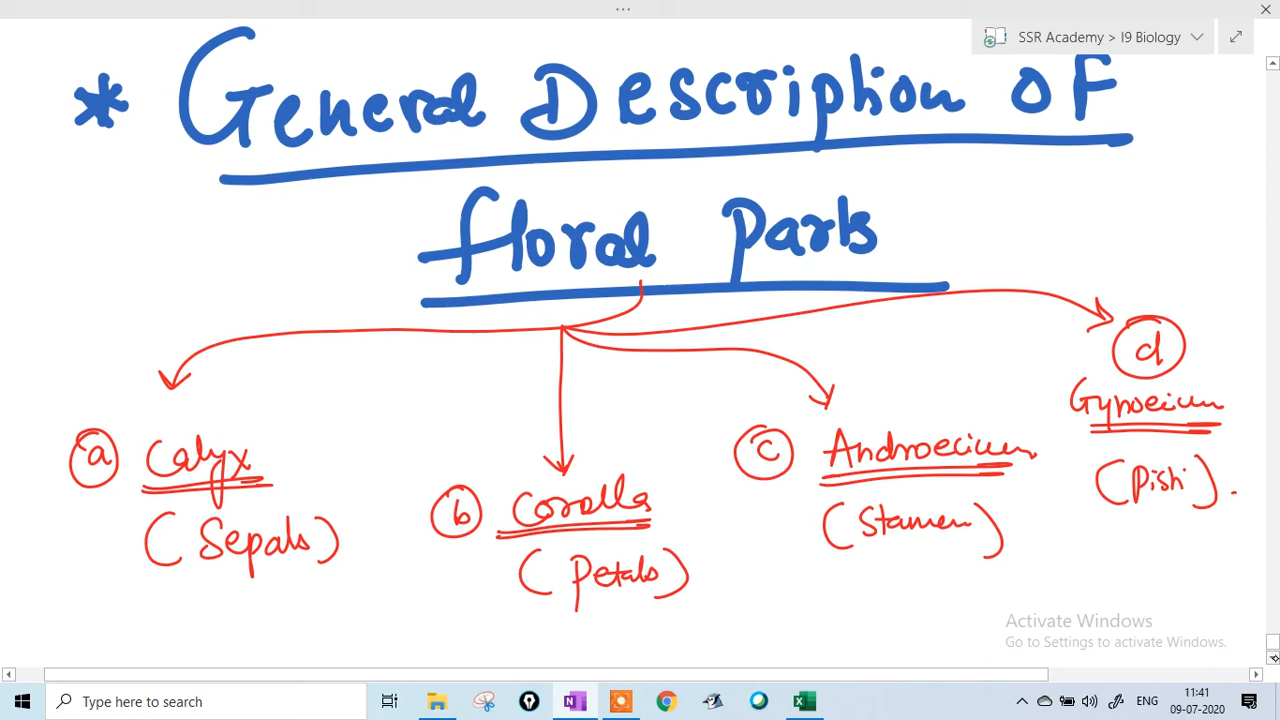 SSR Academy > I9 Biology
* General Description of
floral Parts
a Calyx
(Sepals)
b Corolla
(Petals)
c Androecium
(Stamen)
d
Gynoecium
(Pisti).
Activate Windows
Go to Settings to activate Windows.
Type here to search
ENG
11:41
09-07-2020